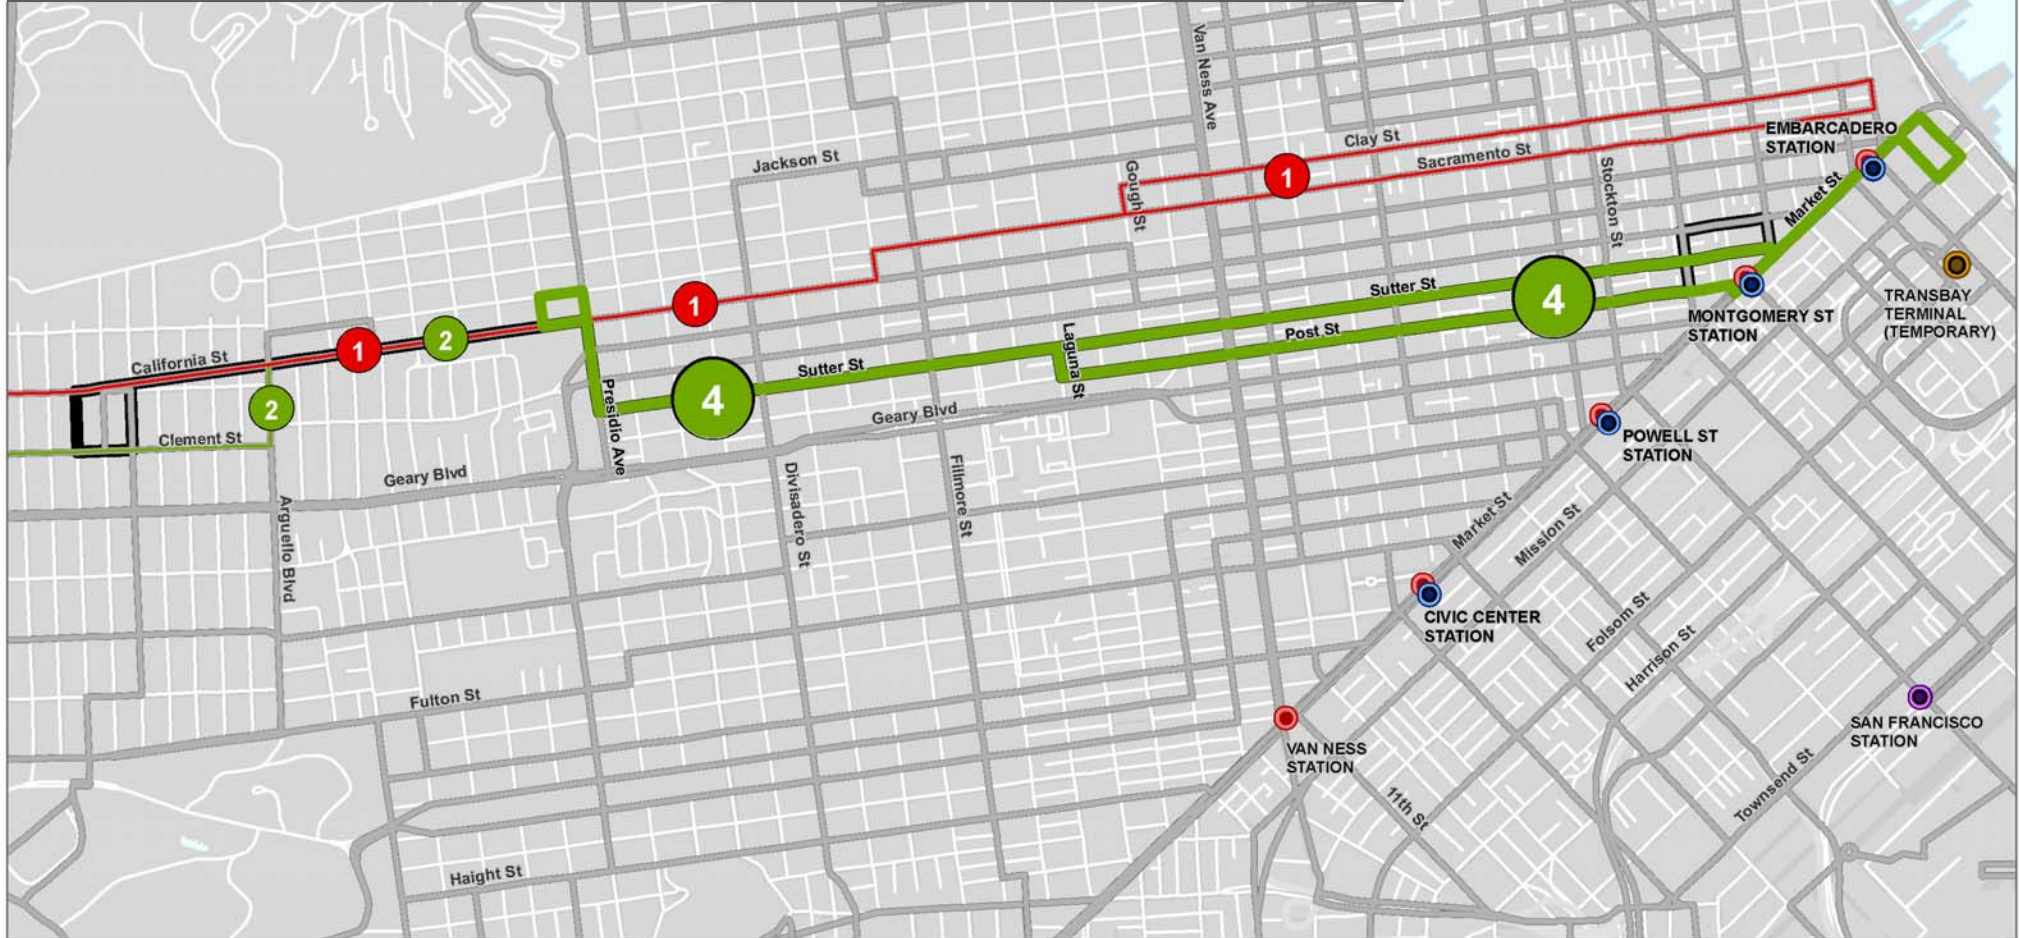 Van Ness Ave
Clay St
EMBARCADERO
STATION
Jackson St
Sacramento St
Gough St
1
Stockton St
Market St
TRANSBAY
TERMINAL
(TEMPORARY)
Sutter St
4
1
MONTGOMERY ST
STATION
Post St
Laguna St
2
1
California St
Sutter St
4
Presidio Ave
2
Geary Blvd
Clement St
POWELL ST
STATION
Geary Blvd
Divisadero St
Fillmore St
Arguello Blvd
Market St
Mission St
CIVIC CENTER
STATION
Folsom St
Harrison St
Fulton St
SAN FRANCISCO
STATION
VAN NESS
STATION
Townsend St
11th St
Haight St